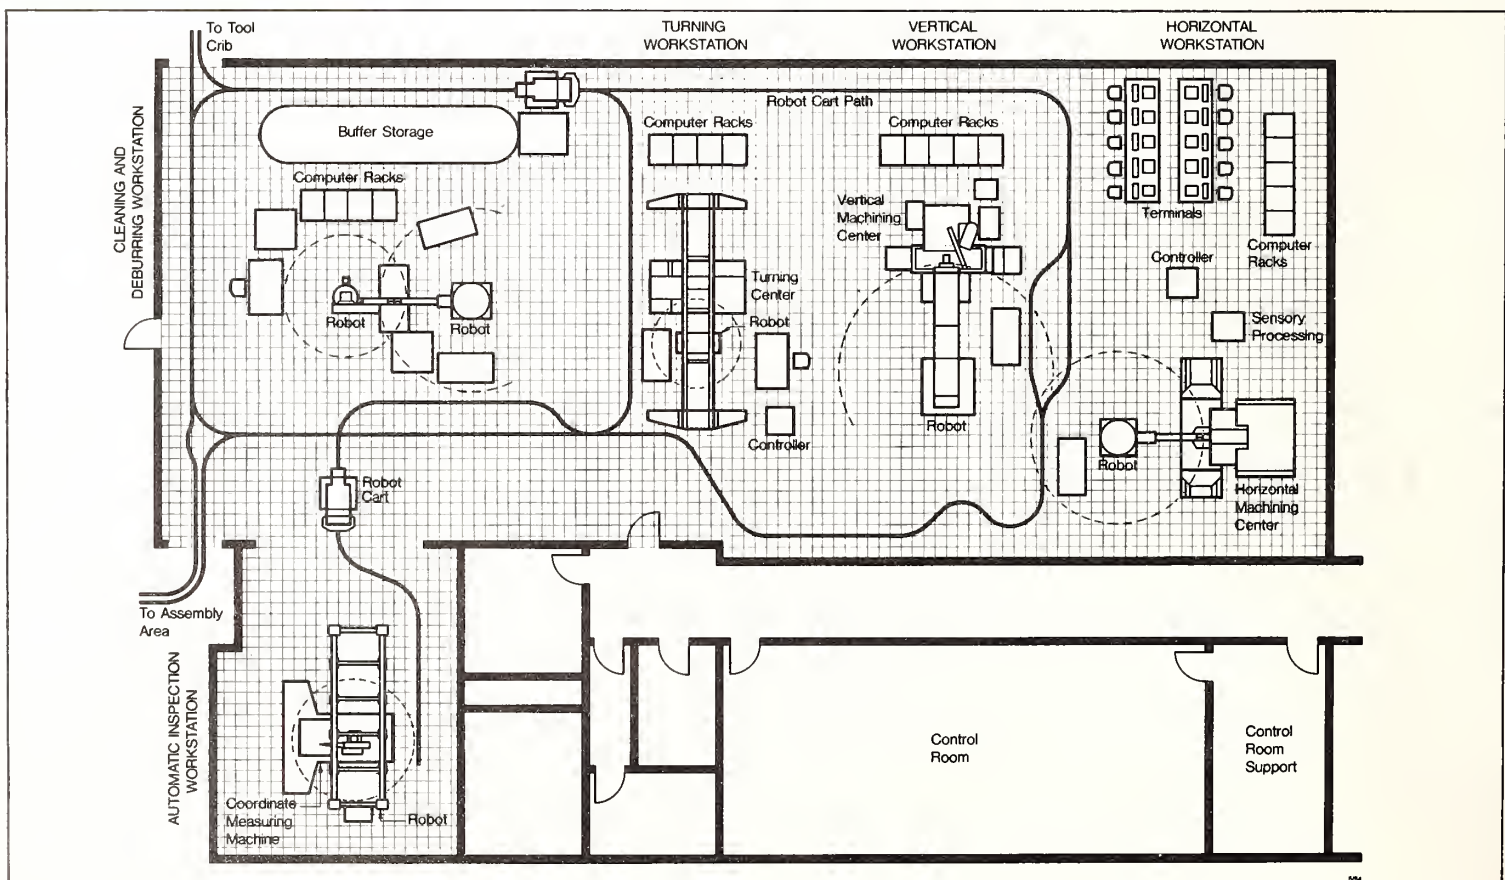 To Tool
Crib
TURNING
WORKSTATION
VERTICAL
WORKSTATION
HORIZONTAL
WORKSTATION
Robot Cart Path
Buffer Storage
Computer Racks
Computer Racks
CLEANING AND
DEBURRING WORKSTATION
Computer Racks
Vertical
Machining
Center
Terminals
Computer
Racks
Controller
Turning
Center
Robot
Robot
Robot
Sensory
Processing
Robot
Controller
Robot
Robot
Cart
Horizontal
Machining
Center
To Assembly
Area
AUTOMATIC INSPECTION
WORKSTATION
Control
Room
Control
Room
Support
Coordinate
Measuring
Machine
Robot